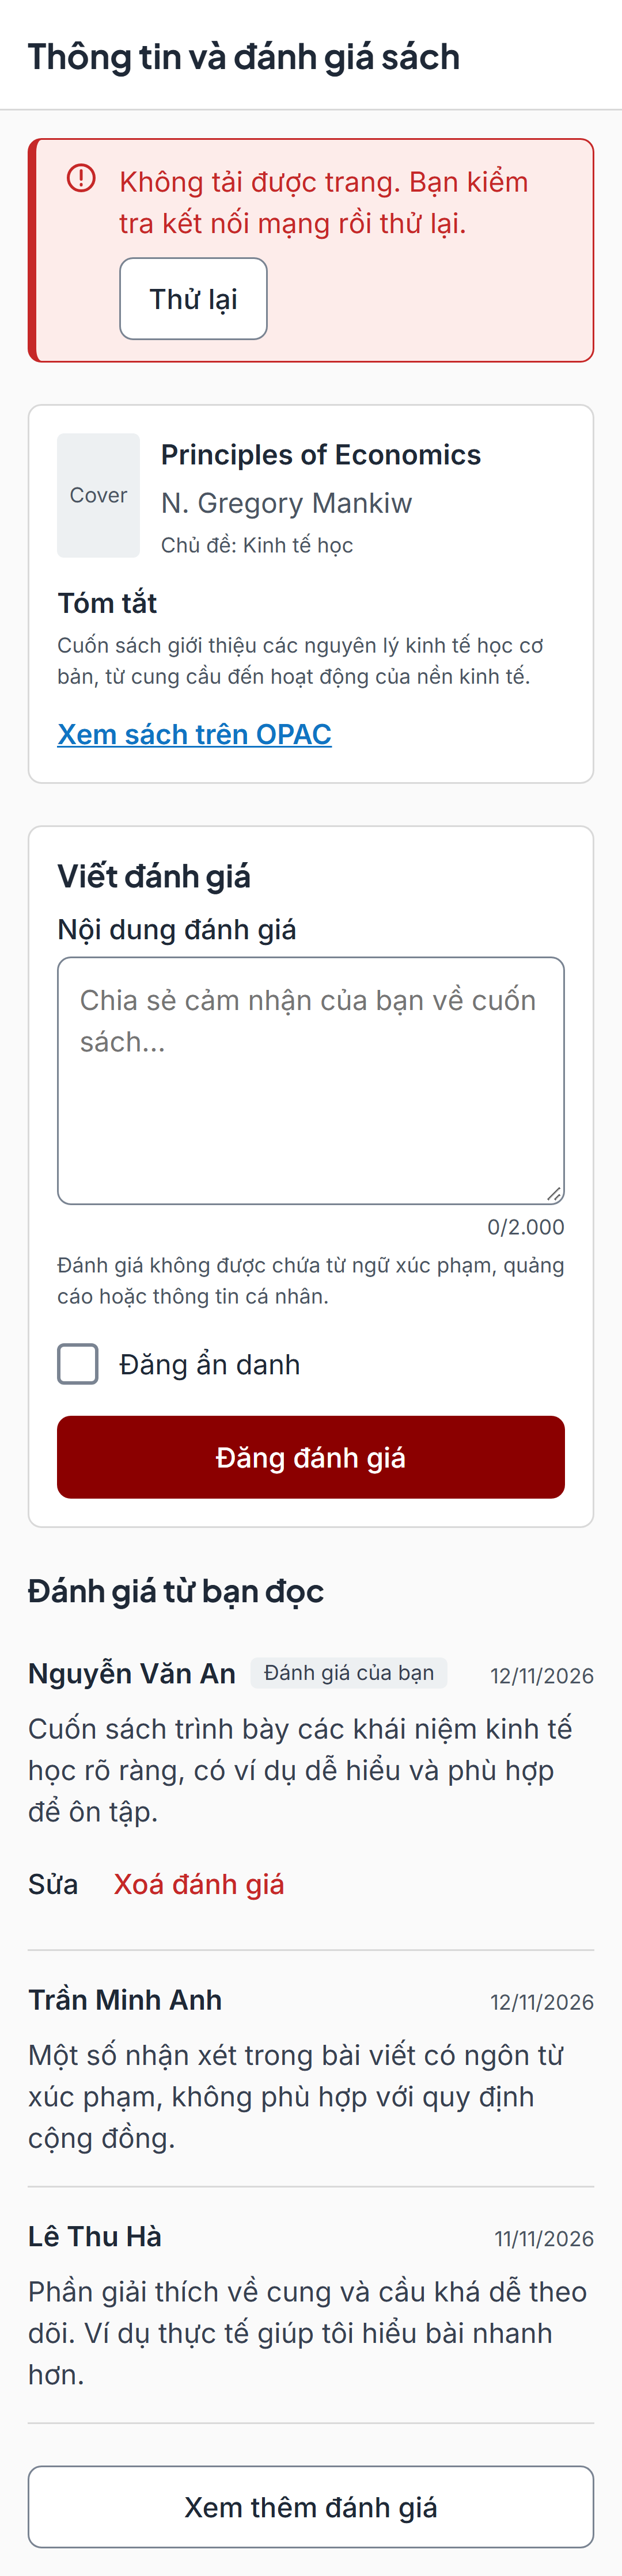 Thông tin và đánh giá sách
Không tải được trang. Bạn kiểm
tra kết nối mạng rồi thử lại.
Thử lại
Cover
Principles of Economics
N. Gregory Mankiw
Chủ đề: Kinh tế học
Tóm tắt
Cuốn sách giới thiệu các nguyên lý kinh tế học cơ
bản, từ cung cầu đến hoạt động của nền kinh tế.
Xem sách trên OPAC
Viết đánh giá
Nội dung đánh giá
Chia sẻ cảm nhận của bạn về cuốn
sách...
0/2.000
Đánh giá không được chứa từ ngữ xúc phạm, quảng
cáo hoặc thông tin cá nhân.
Đăng ẩn danh
Đăng đánh giá
Đánh giá từ bạn đọc
Nguyễn Văn An Đánh giá của bạn 12/11/2026
Cuốn sách trình bày các khái niệm kinh tế
học rõ ràng, có ví dụ dễ hiểu và phù hợp
để ôn tập.
Sửa Xoá đánh giá
Trần Minh Anh 12/11/2026
Một số nhận xét trong bài viết có ngôn từ
xúc phạm, không phù hợp với quy định
cộng đồng.
Lê Thu Hà 11/11/2026
Phần giải thích về cung và cầu khá dễ theo
dõi. Ví dụ thực tế giúp tôi hiểu bài nhanh
hơn.
Xem thêm đánh giá